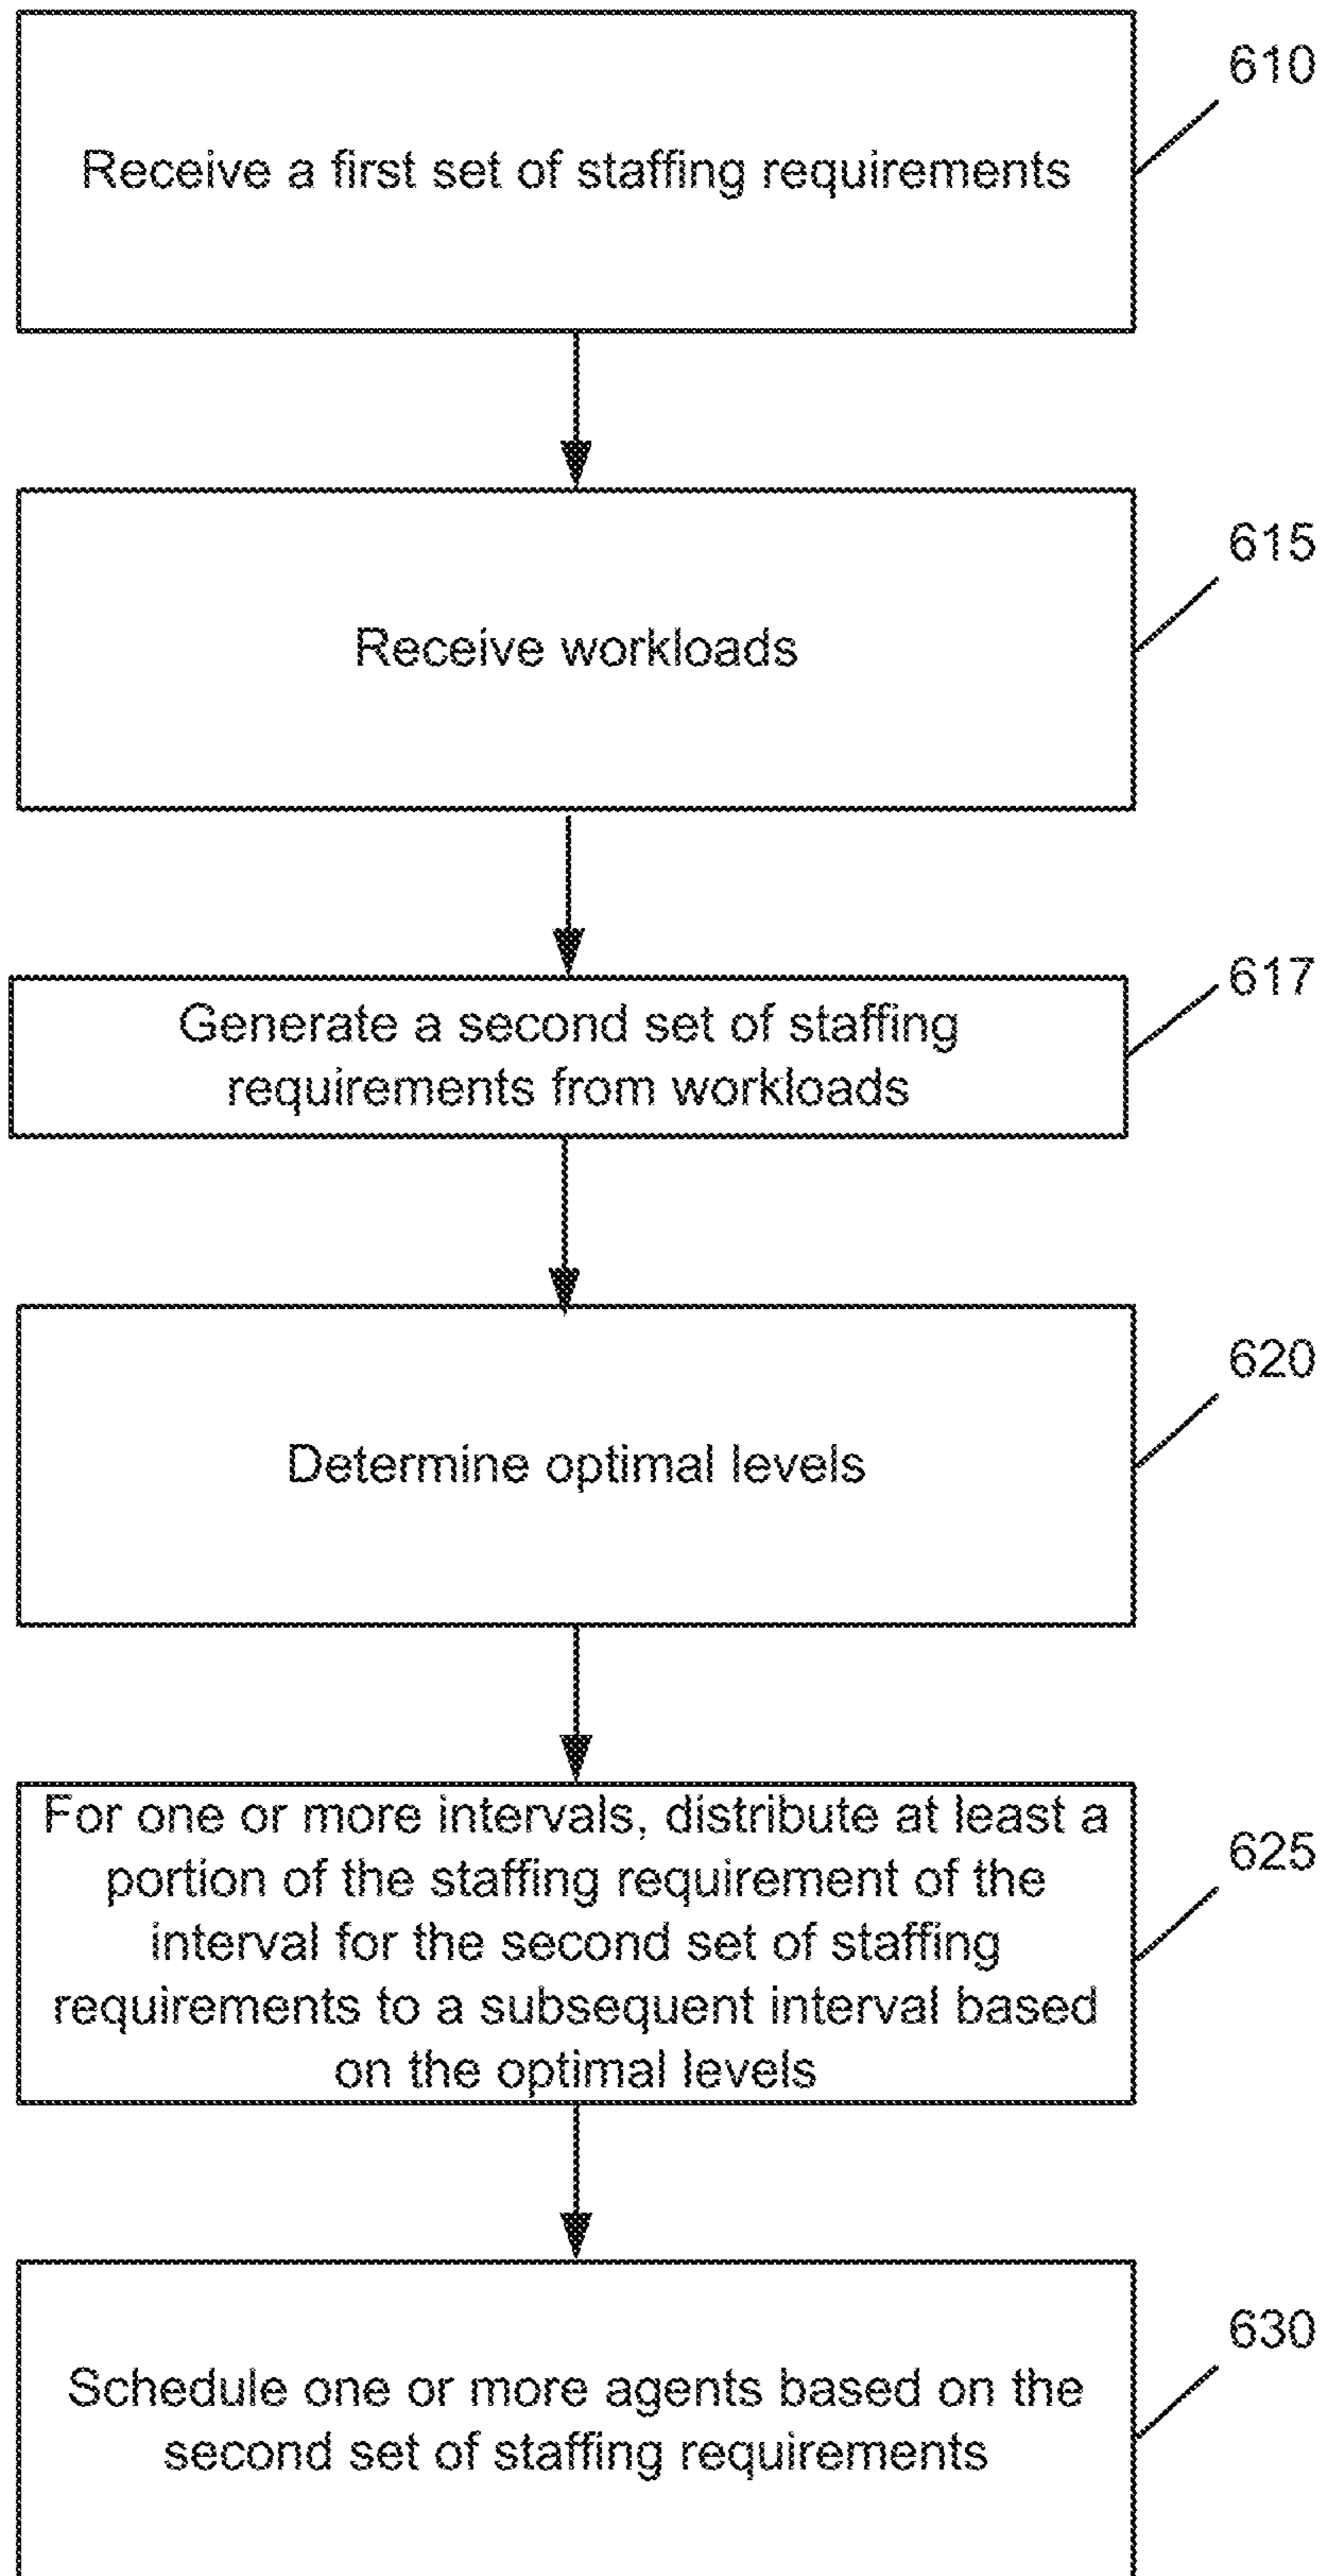 610
Receive a first set of staffing requirements
615
Receive workloads
617
Generate a second set of staffing
requirements from workloads
620
Determine optimal levels
625
For one or more intervals, distribute at least a
portion of the staffing requirement of the
interval for the second set of staffing
requirements to a subsequent interval based
on the optimal levels
630
Schedule one or more agents based on the
second set of staffing requirements